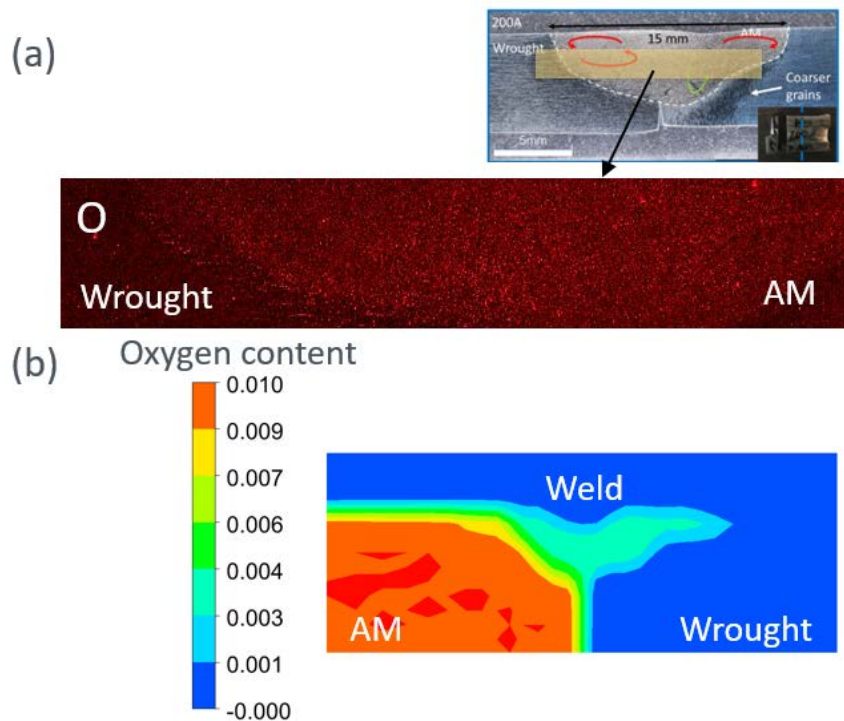 (a)
200A
Wrought
15 mm
AM
Coarser
grains
5mm
O
Wrought
AM
(b)
Oxygen content
0.010
0.009
0.007
0.006
0.004
0.003
0.001
-0.000
Weld
AM
Wrought